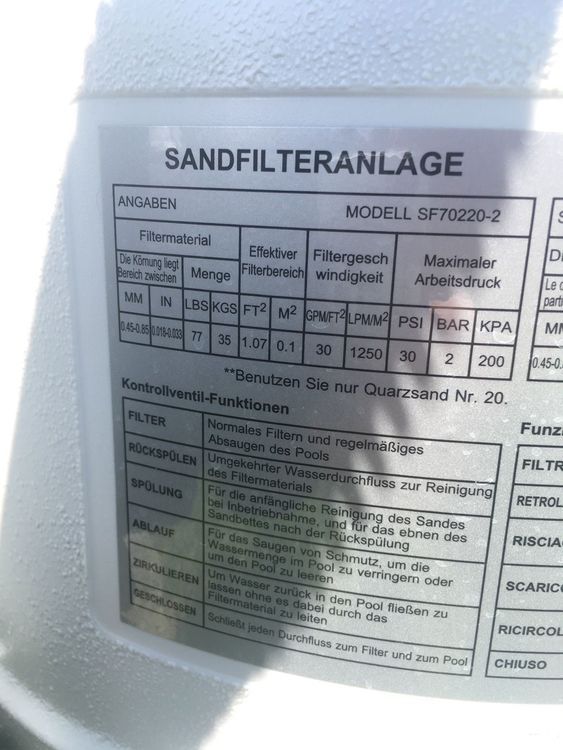 SANDFILTERANLAGE
ANGABEN MODELL SF70220-2
Filtermaterial Effektiver Filterbereich Filtergesch windigkeit Maximaler Arbeitsdruck
Die Körnung liegt Bereich zwischen Menge
MM IN LBS KGS FT² M² GPM/FT² LPM/M² PSI BAR KPA
0.45-0.85 0.018-0.033 77 35 1.07 0.1 30 1250 30 2 200
**Benutzen Sie nur Quarzsand Nr. 20.
Kontrollventil-Funktionen
FILTER Normales Filtern und regelmäßiges
Absaugen des Pools
RÜCKSPÜLEN Umgekehrter Wasserdurchfluss zur Reinigung
des Filtermaterials
SPÜLUNG Für die anfängliche Reinigung des Sandes
bei Inbetriebnahme, und für das ebnen des
Sandbettes nach der Rückspülung
ABLAUF Für das Saugen von Schmutz, um die
Wassermenge im Pool zu verringern oder
um den Pool zu leeren
ZIRKULIEREN Um Wasser zurück in den Pool fließen zu
lassen ohne es dabei durch das
Filtermaterial zu leiten
GESCHLOSSEN Schließt jeden Durchfluss zum Filter und zum Pool
S
DI
Le c
parti
MM
0.45-0.
Funz
FILTR
RETROL
RISCIA
SCARICO
RICIRCOL
CHIUSO